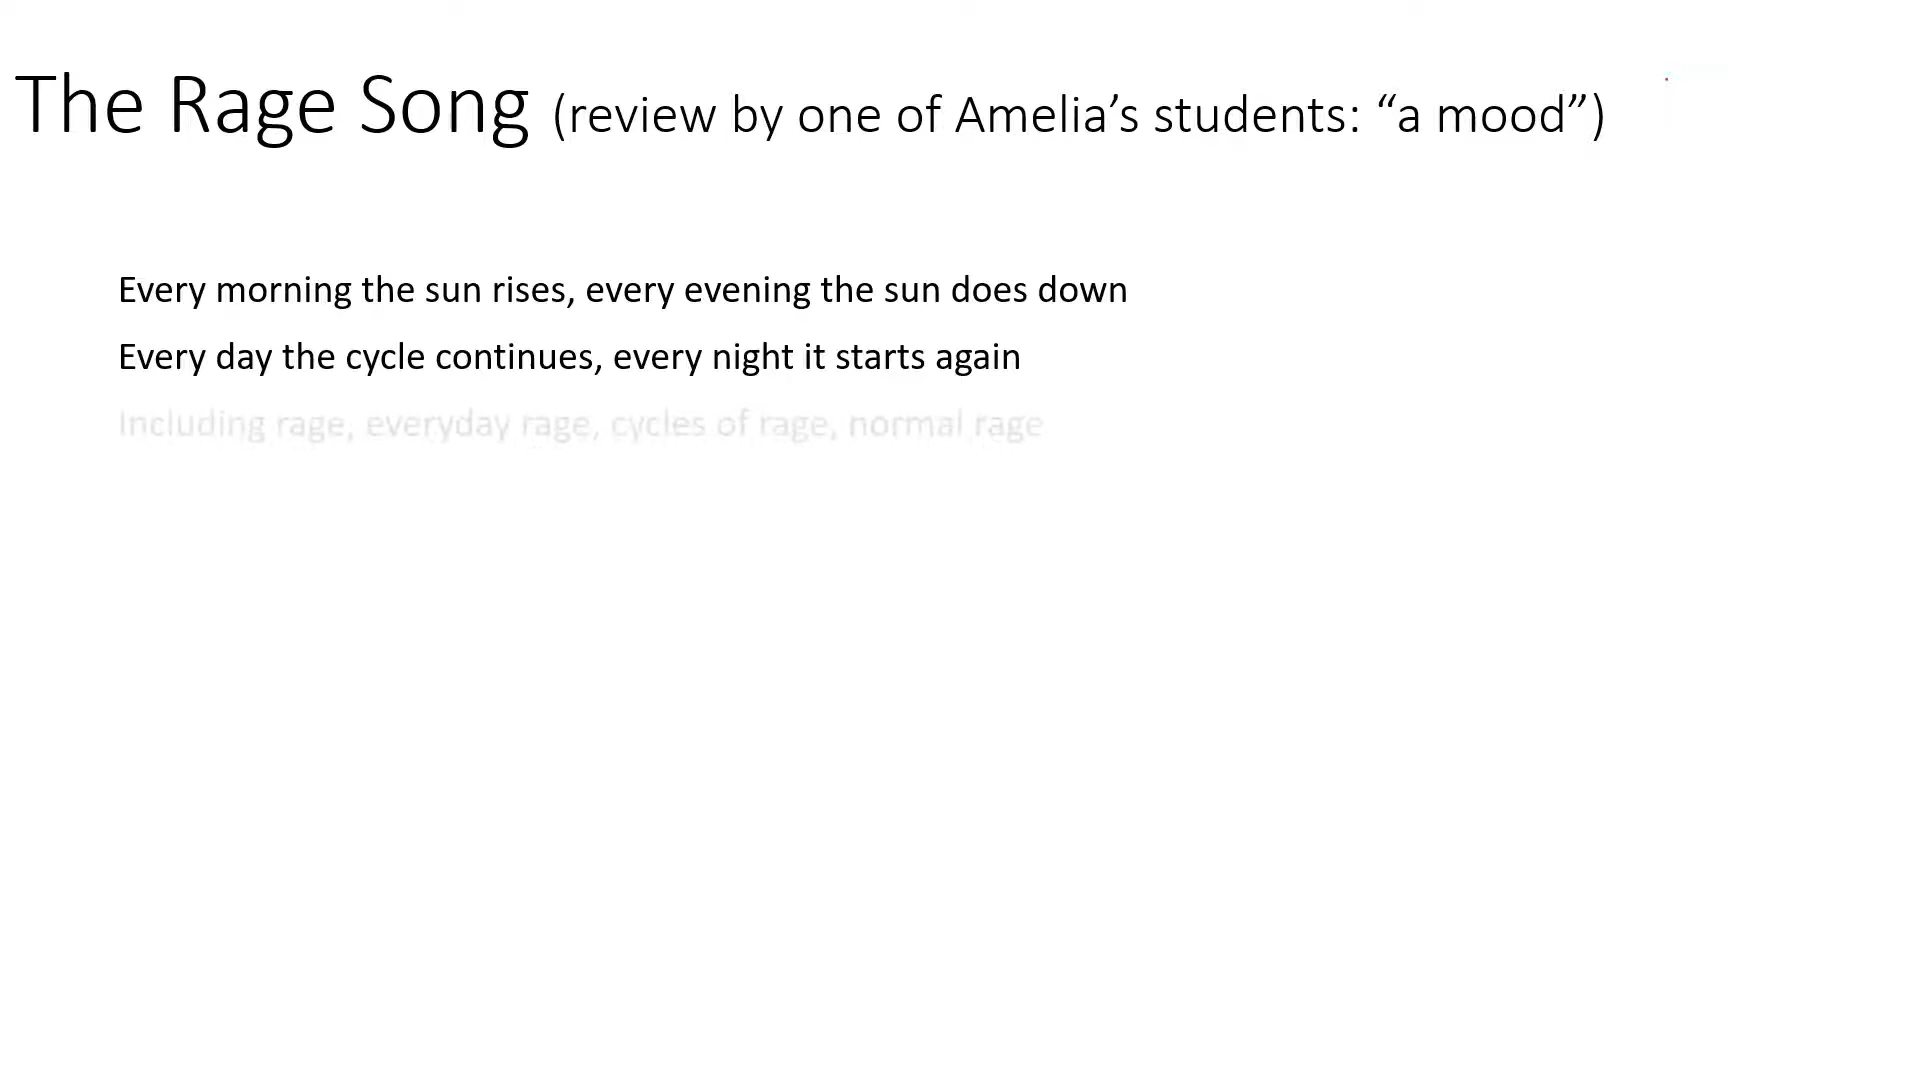 The Rage Song (review by one of Amelia’s students: “a mood”)
Every morning the sun rises, every evening the sun does down
Every day the cycle continues, every night it starts again
Including rage, everyday rage, cycles of rage, normal rage